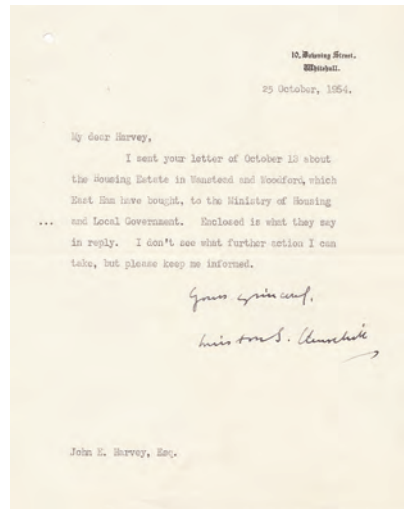 10, Downing Street,
Whitehall.
25 October, 1954.
My dear Harvey,
I sent your letter of October 13 about
the Housing Estate in Wanstead and Woodford, which
East Ham have bought, to the Ministry of Housing
... and Local Government. Enclosed is what they say
in reply. I don't see what further action I can
take, but please keep me informed.
Yours sincerely,
Winston S. Churchill
John E. Harvey, Esq.